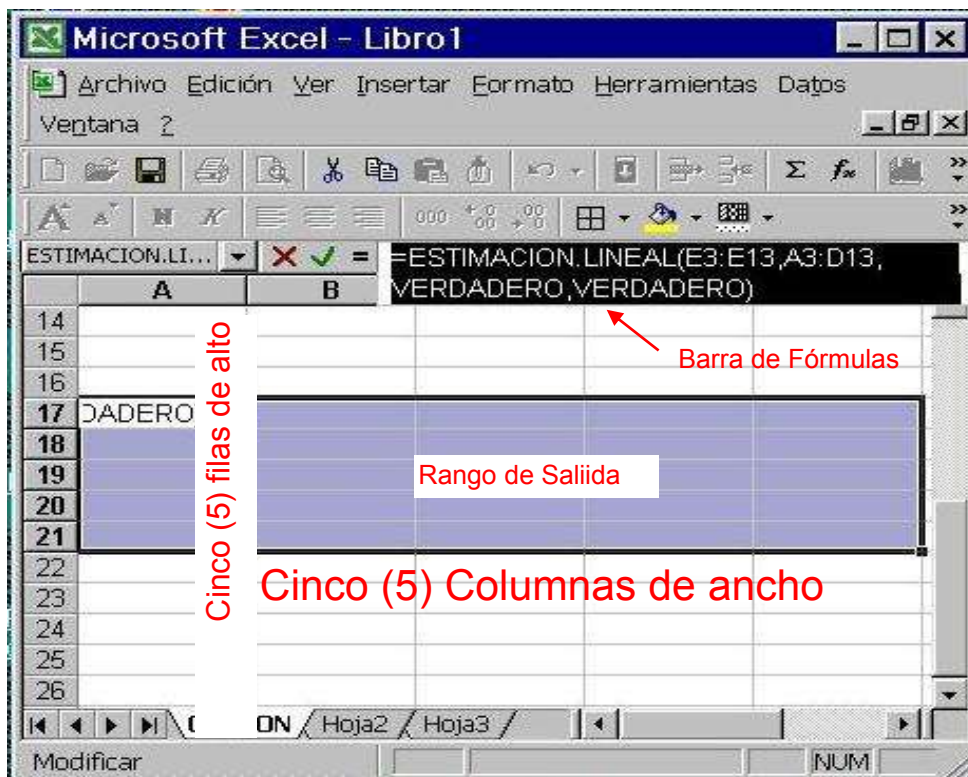 Microsoft Excel - Libro1
Archivo Edición Ver Insertar Formato Herramientas Datos
Ventana ?
N K 000
ESTIMACION.LI... = =ESTIMACION.LINEAL(E3:E13,A3:D13,
VERDADERO,VERDADERO)
A B
14
15
Barra de Fórmulas
16
17 DADERO
18
19 Rango de Saliida
20
21
Cinco (5) filas de alto
22
Cinco (5) Columnas de ancho
23
24
25
26
ON Hoja2 Hoja3
Modificar NUM